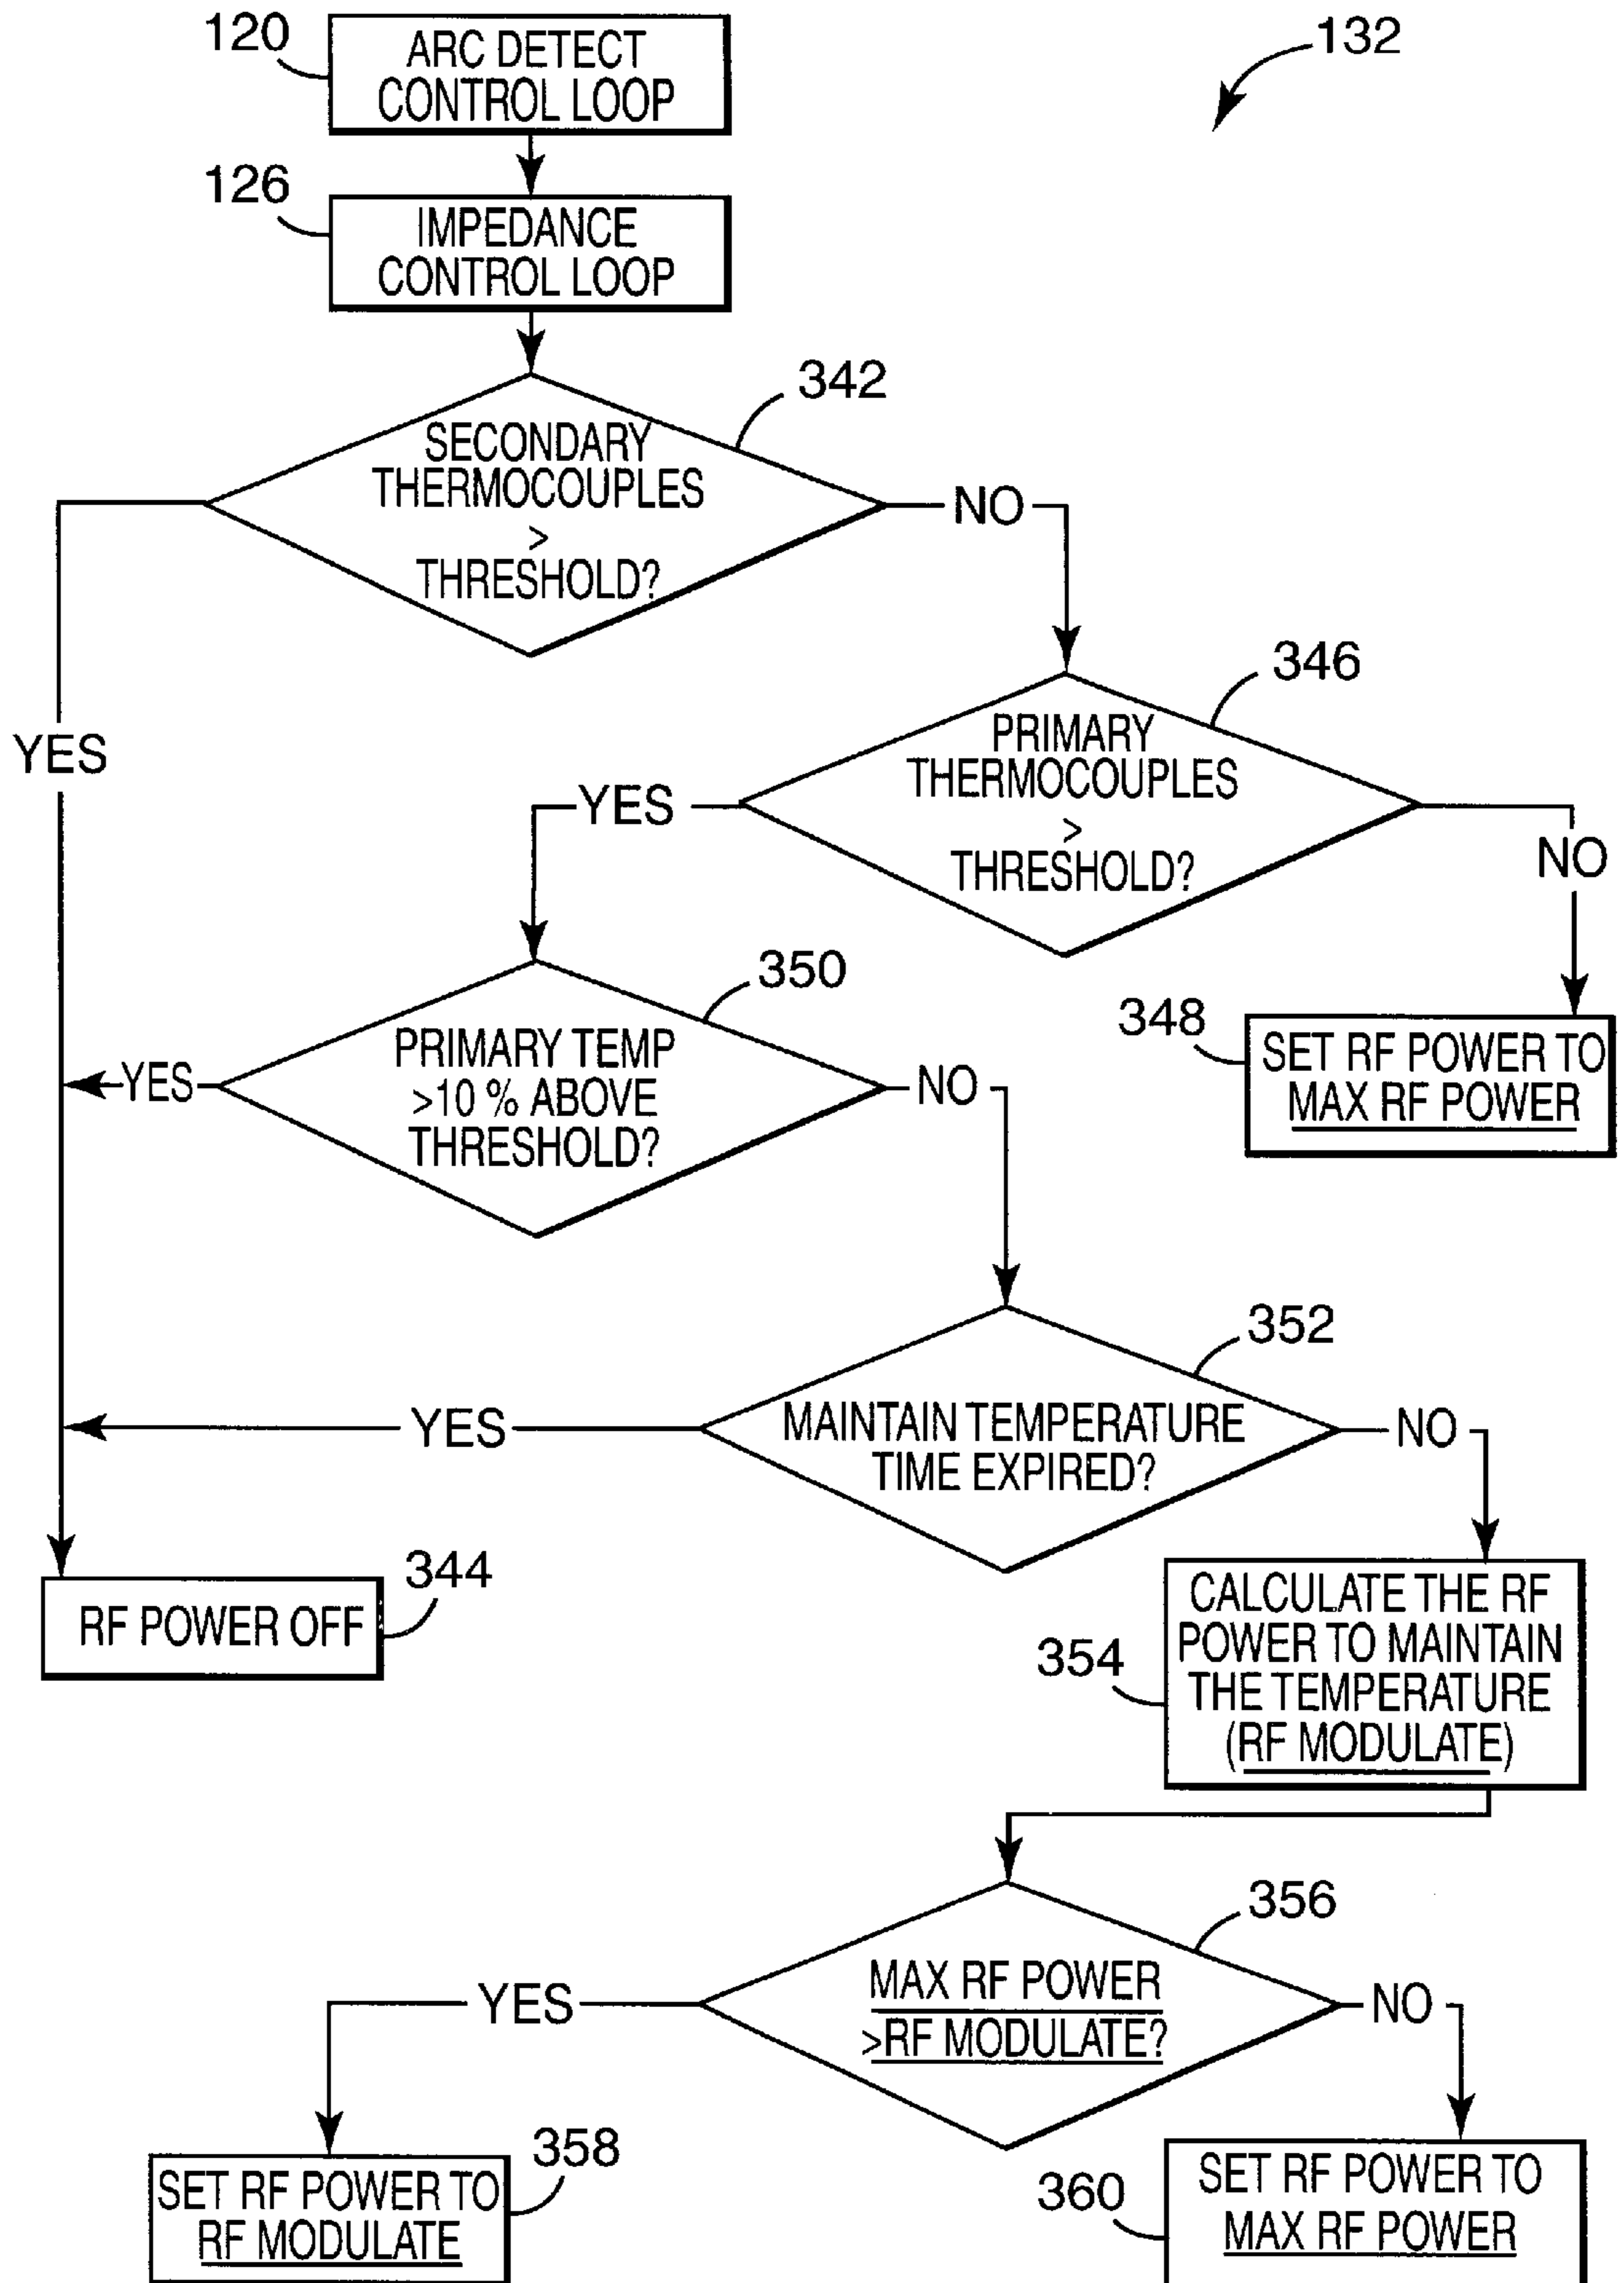 120
ARC DETECT
CONTROL LOOP
132
126
IMPEDANCE
CONTROL LOOP
342
SECONDARY
THERMOCOUPLES
>
THRESHOLD?
NO
YES
346
PRIMARY
THERMOCOUPLES
>
THRESHOLD?
YES
NO
350
PRIMARY TEMP
>10 % ABOVE
THRESHOLD?
YES
NO
348
SET RF POWER TO
MAX RF POWER
352
MAINTAIN TEMPERATURE
TIME EXPIRED?
YES
NO
344
RF POWER OFF
354
CALCULATE THE RF
POWER TO MAINTAIN
THE TEMPERATURE
(RF MODULATE)
356
MAX RF POWER
>RF MODULATE?
YES
NO
358
SET RF POWER TO
RF MODULATE
360
SET RF POWER TO
MAX RF POWER